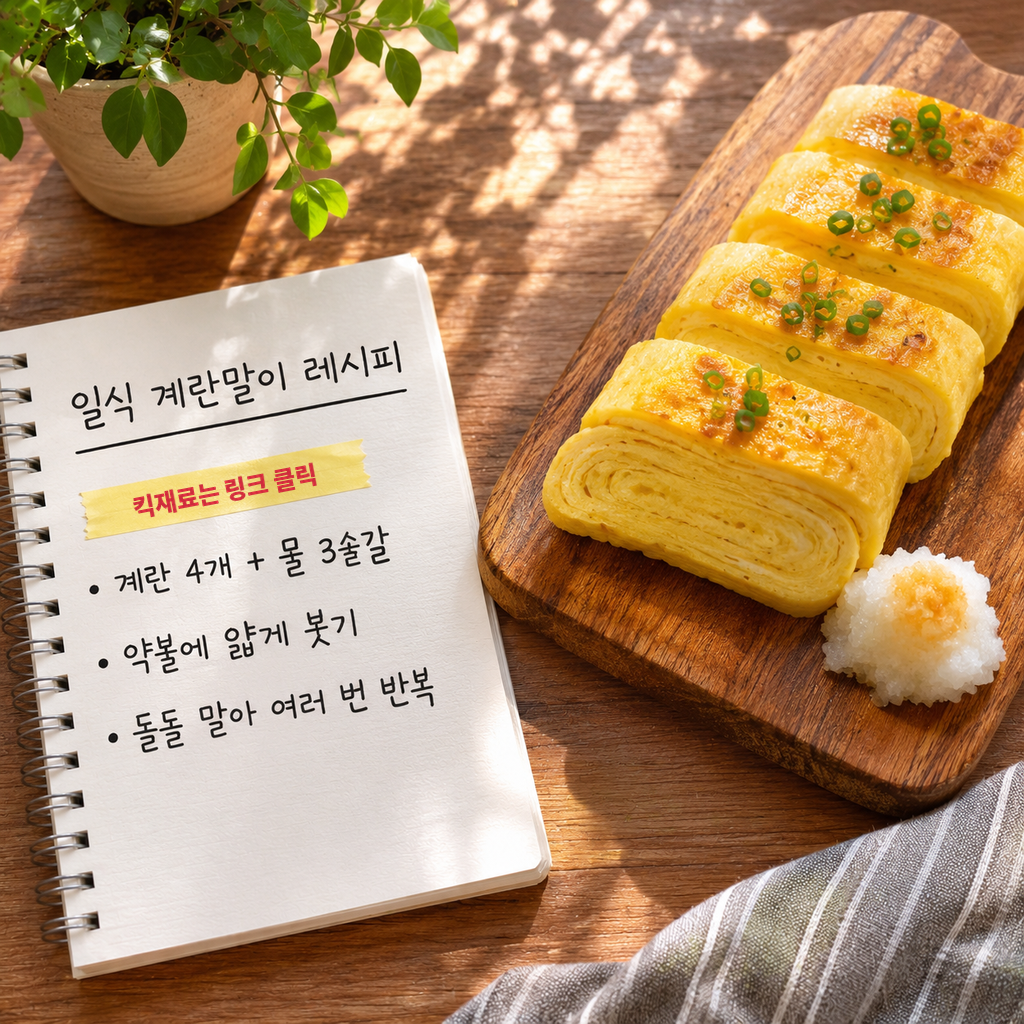 일식 계란말이 레시피
킥재료는 링크 클릭
• 계란 4개 + 물 3숟갈
• 약불에 얇게 붓기
• 돌돌 말아 여러 번 반복